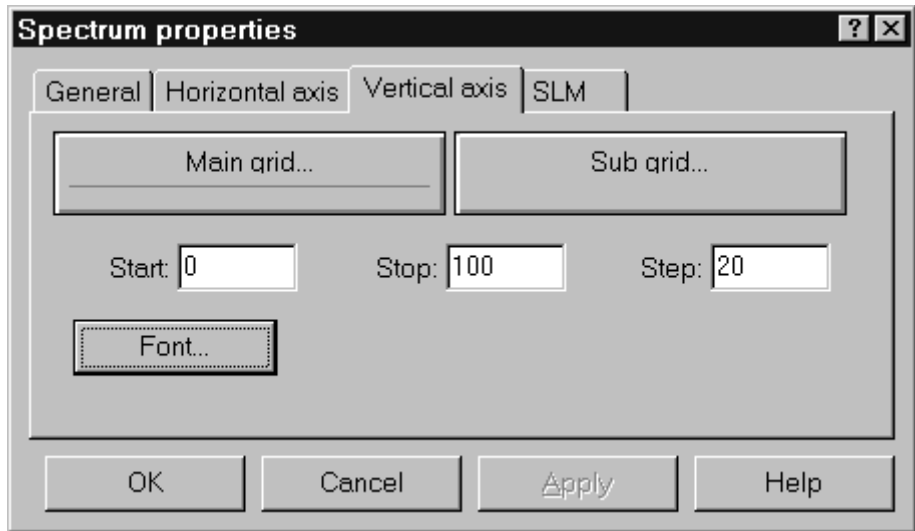 Spectrum properties
General Horizontal axis Vertical axis SLM
Main grid... Sub grid...
Start: 0 Stop: 100 Step: 20
Font...
OK Cancel Apply Help